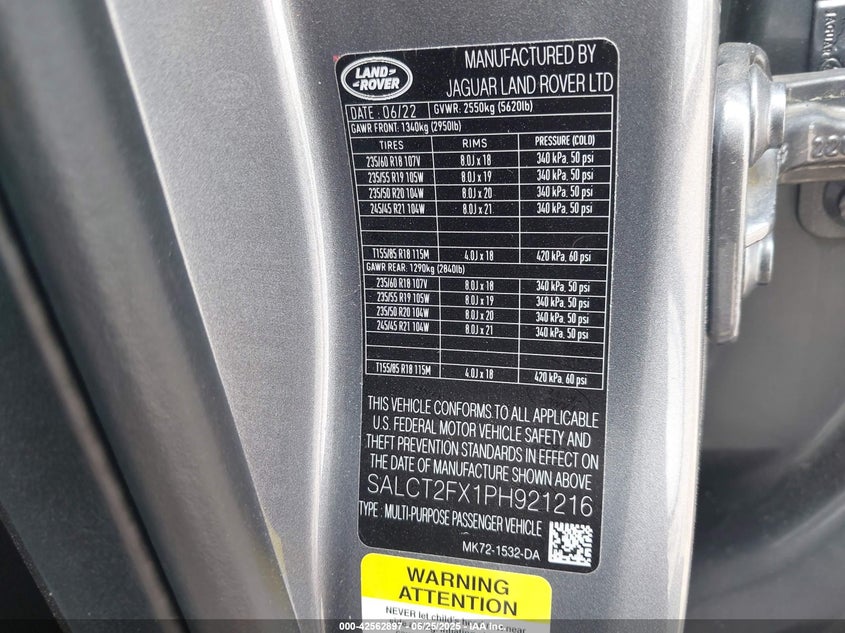 LAND
ROVER
MANUFACTURED BY
JAGUAR LAND ROVER LTD
DATE : 06/22 GVWR: 2550kg (5620lb)
GAWR FRONT: 1340kg (2950lb)
TIRES RIMS PRESSURE (COLD)
235/60 R18 107V 8.0J x 18 340 kPa, 50 psi
235/55 R19 105W 8.0J x 19 340 kPa, 50 psi
235/50 R20 104W 8.0J x 20 340 kPa, 50 psi
245/45 R21 104W 8.0J x 21 340 kPa, 50 psi
T155/85 R18 115M 4.0J x 18 420 kPa, 60 psi
GAWR REAR: 1290kg (2840lb)
235/60 R18 107V 8.0J x 18 340 kPa, 50 psi
235/55 R19 105W 8.0J x 19 340 kPa, 50 psi
235/50 R20 104W 8.0J x 20 340 kPa, 50 psi
245/45 R21 104W 8.0J x 21 340 kPa, 50 psi
T155/85 R18 115M 4.0J x 18 420 kPa, 60 psi
THIS VEHICLE CONFORMS TO ALL APPLICABLE
U.S. FEDERAL MOTOR VEHICLE SAFETY AND
THEFT PREVENTION STANDARDS IN EFFECT ON
THE DATE OF MANUFACTURE SHOWN ABOVE
SALCT2FX1PH921216
TYPE : MULTI-PURPOSE PASSENGER VEHICLE
MK72-1532-DA
WARNING
ATTENTION
NEVER let
near
JAGUAR
000-42562897 - 06/25/2025 - IAA Inc.